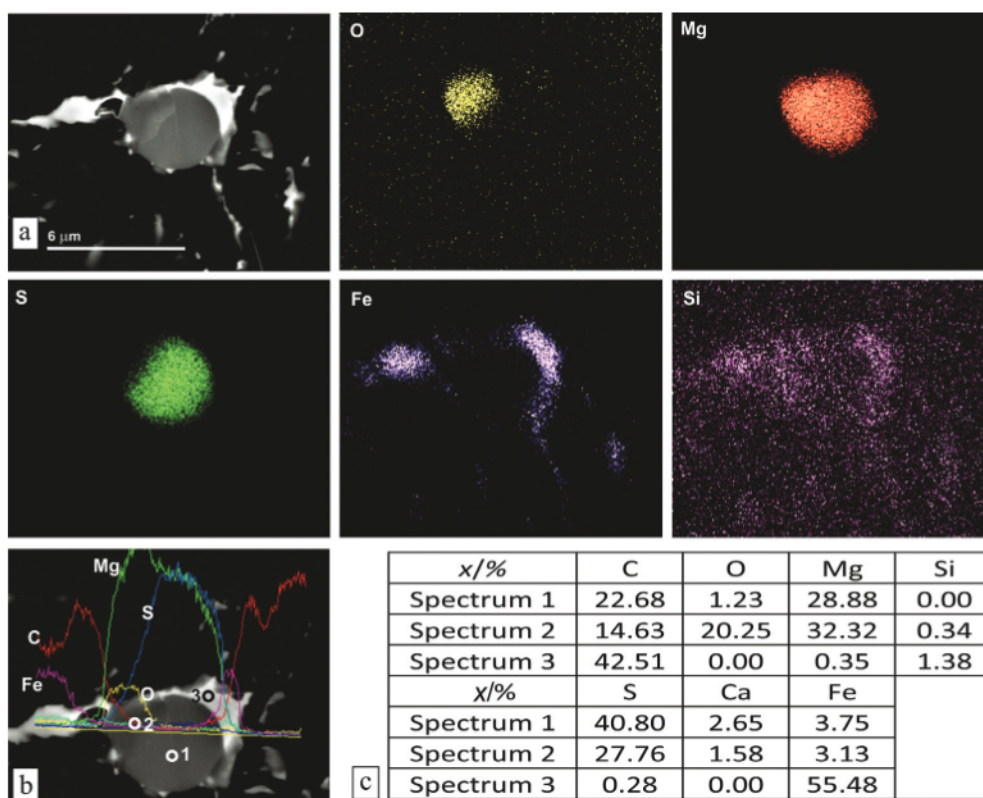 O
Mg
a
6 µm
S
Fe
Si
Mg
S
C
Fe
O
3
2
1
b
c
x/% C O Mg Si
Spectrum 1 22.68 1.23 28.88 0.00
Spectrum 2 14.63 20.25 32.32 0.34
Spectrum 3 42.51 0.00 0.35 1.38
x/% S Ca Fe
Spectrum 1 40.80 2.65 3.75
Spectrum 2 27.76 1.58 3.13
Spectrum 3 0.28 0.00 55.48